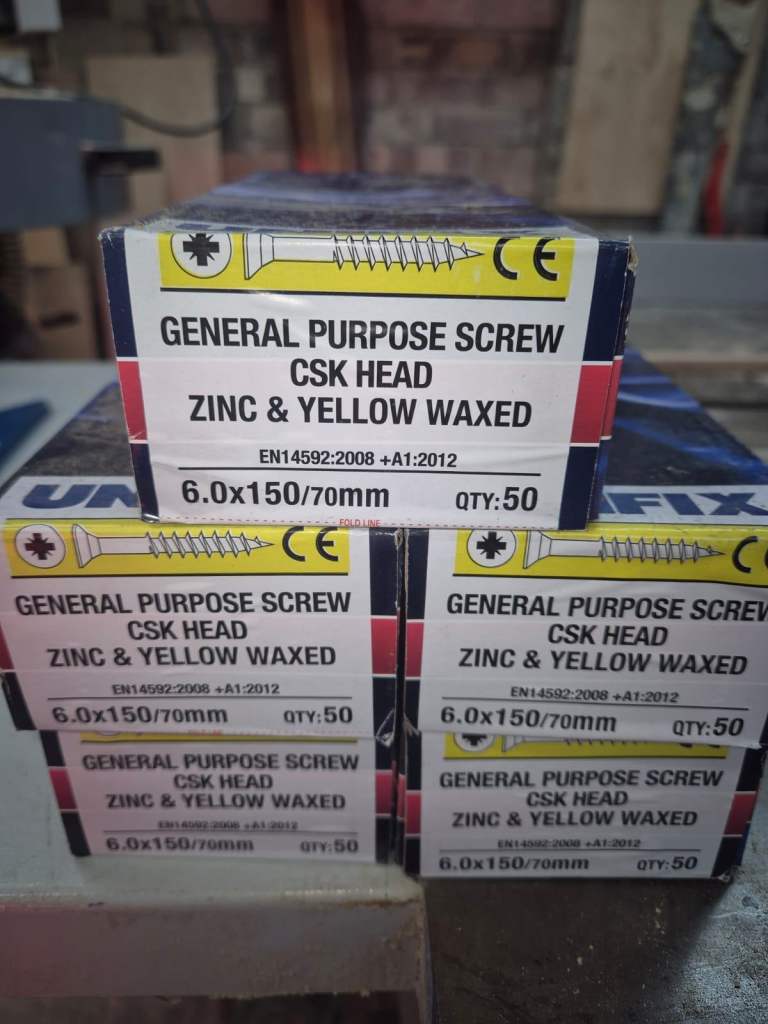 CE
GENERAL PURPOSE SCREW
CSK HEAD
ZINC & YELLOW WAXED
EN14592:2008 +A1:2012
6.0x150/70mm QTY:50
FOLD LINE
UN
IFIX
CE
GENERAL PURPOSE SCREW
CSK HEAD
ZINC & YELLOW WAXED
EN14592:2008 +A1:2012
6.0x150/70mm QTY:50
C
GENERAL PURPOSE SCREW
CSK HEAD
ZINC & YELLOW WAXED
EN14592:2008 +A1:2012
6.0x150/70mm QTY:50
GENERAL PURPOSE SCREW
CSK HEAD
ZINC & YELLOW WAXED
EN14592:2008 +A1:2012
6.0x150/70mm QTY:50
GENERAL PURPOSE SCREW
CSK HEAD
ZINC & YELLOW WAXED
EN14592:2008 +A1:2012
6.0x150/70mm QTY:50